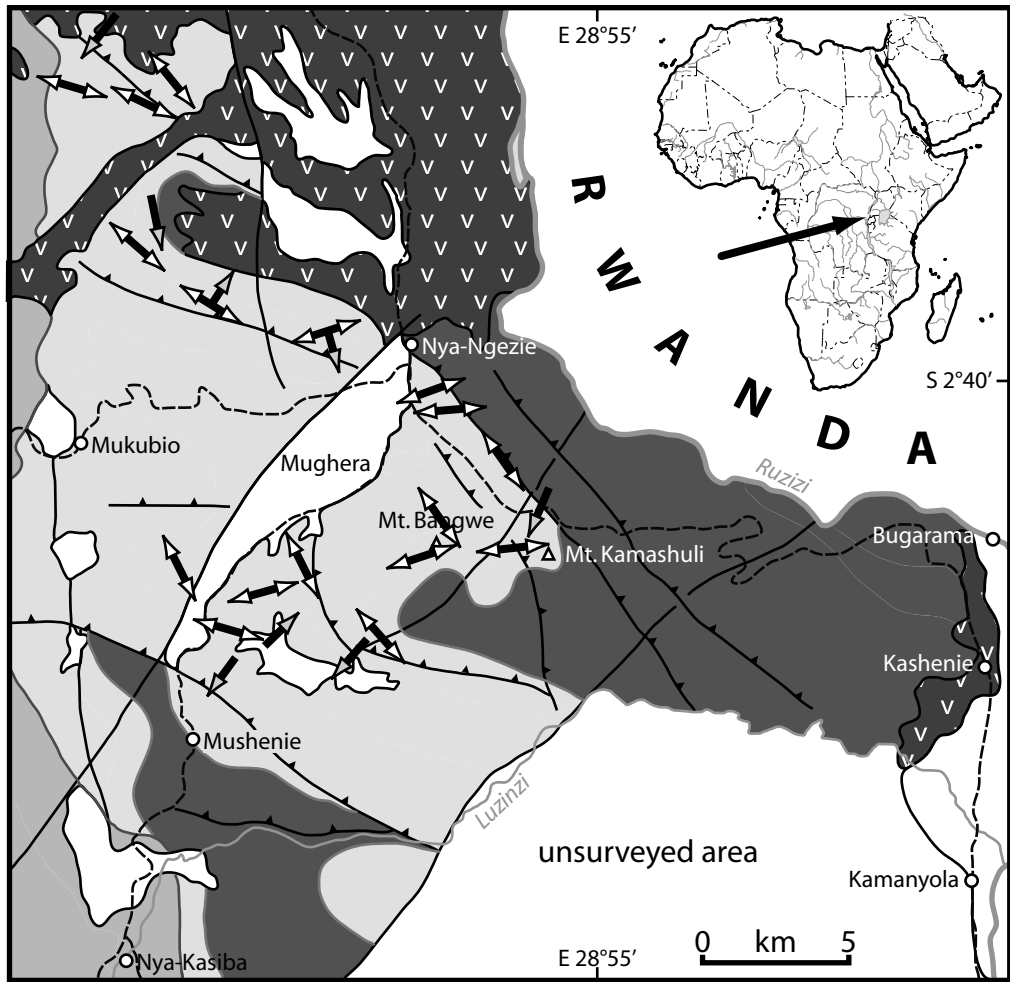 E 28°55′
R
W
A
N
D
A
Nya-Ngezie
S 2°40′
Mukubio
Mughera
Ruzizi
Mt. Bangwe
Bugarama
Mt. Kamashuli
Kashenie
Mushenie
Luzinzi
unsurveyed area
Kamanyola
0 km 5
E 28°55′
Nya-Kasiba